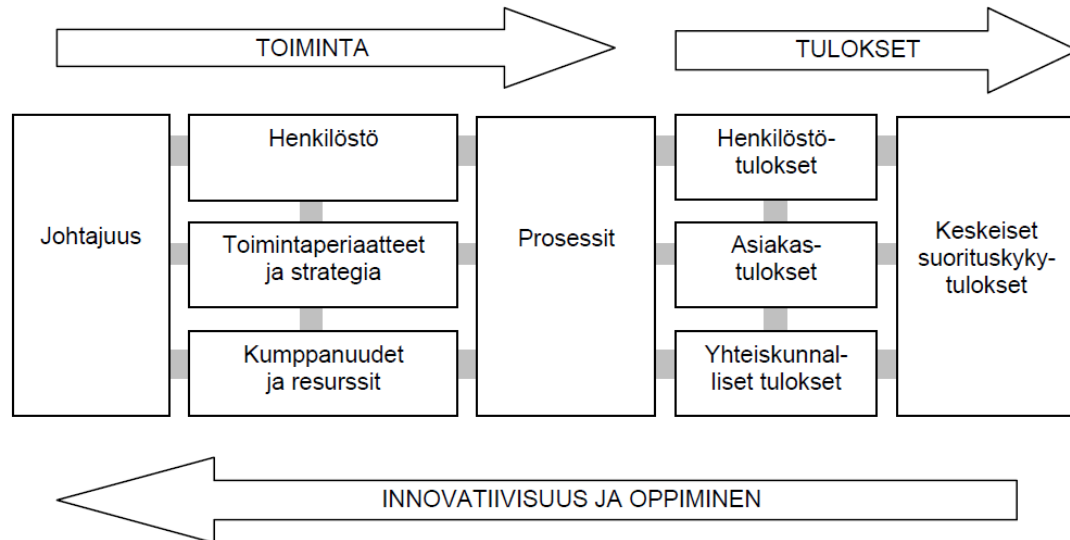 TOIMINTA
TULOKSET
Johtajuus
Henkilöstö
Toimintaperiaatteet
ja strategia
Kumppanuudet
ja resurssit
Prosessit
Henkilöstö-
tulokset
Asiakas-
tulokset
Yhteiskunnal-
liset tulokset
Keskeiset
suorituskyky-
tulokset
INNOVATIIVISUUS JA OPPIMINEN